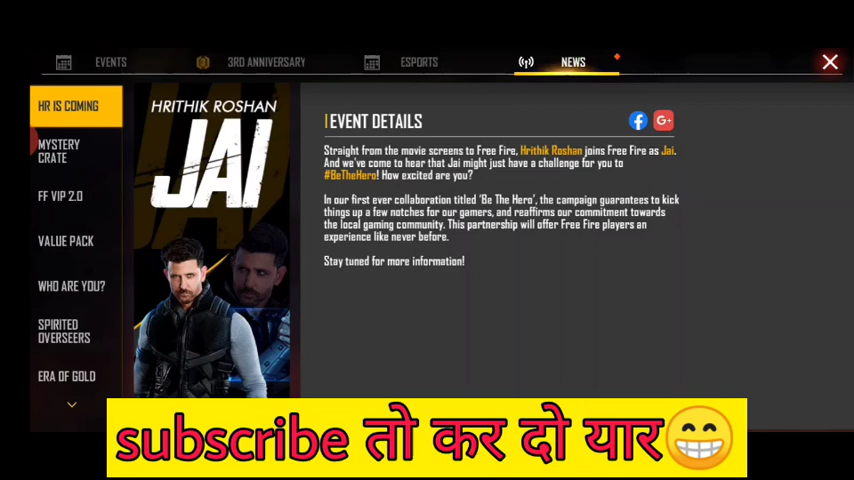 EVENTS
3RD ANNIVERSARY
ESPORTS
NEWS
HR IS COMING
MYSTERY
CRATE
FF VIP 2.0
VALUE PACK
WHO ARE YOU?
SPIRITED
OVERSEERS
ERA OF GOLD
HRITHIK ROSHAN
JAI
EVENT DETAILS
Straight from the movie screens to Free Fire, Hrithik Roshan joins Free Fire as Jai.
And we've come to hear that Jai might just have a challenge for you to
#BeTheHero! How excited are you?
In our first ever collaboration titled 'Be The Hero', the campaign guarantees to kick
things up a few notches for our gamers, and reaffirms our commitment towards
the local gaming community. This partnership will offer Free Fire players an
experience like never before.
Stay tuned for more information!
subscribe तो कर दो यार😁